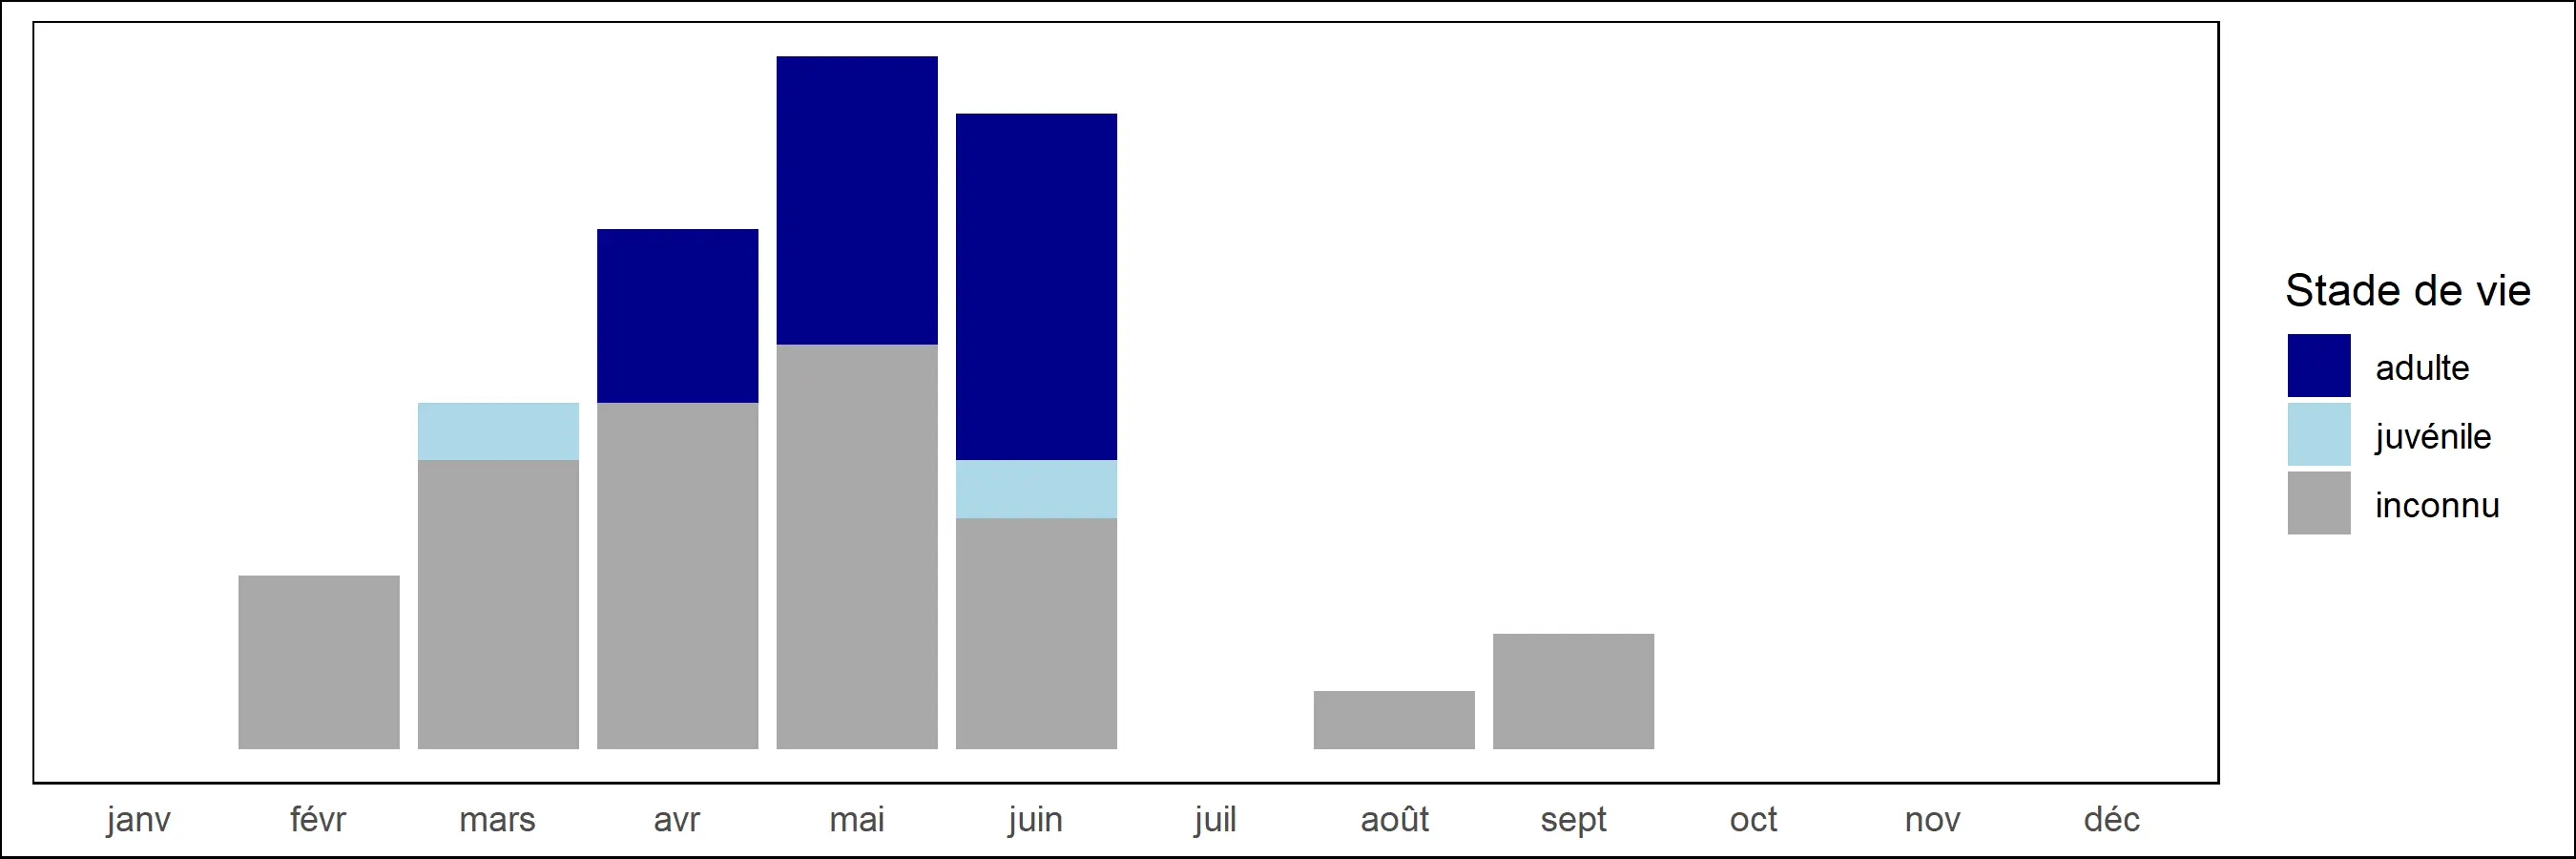 Stade de vie
adulte
juvénile
inconnu
janv févr mars avr mai juin juil août sept oct nov déc